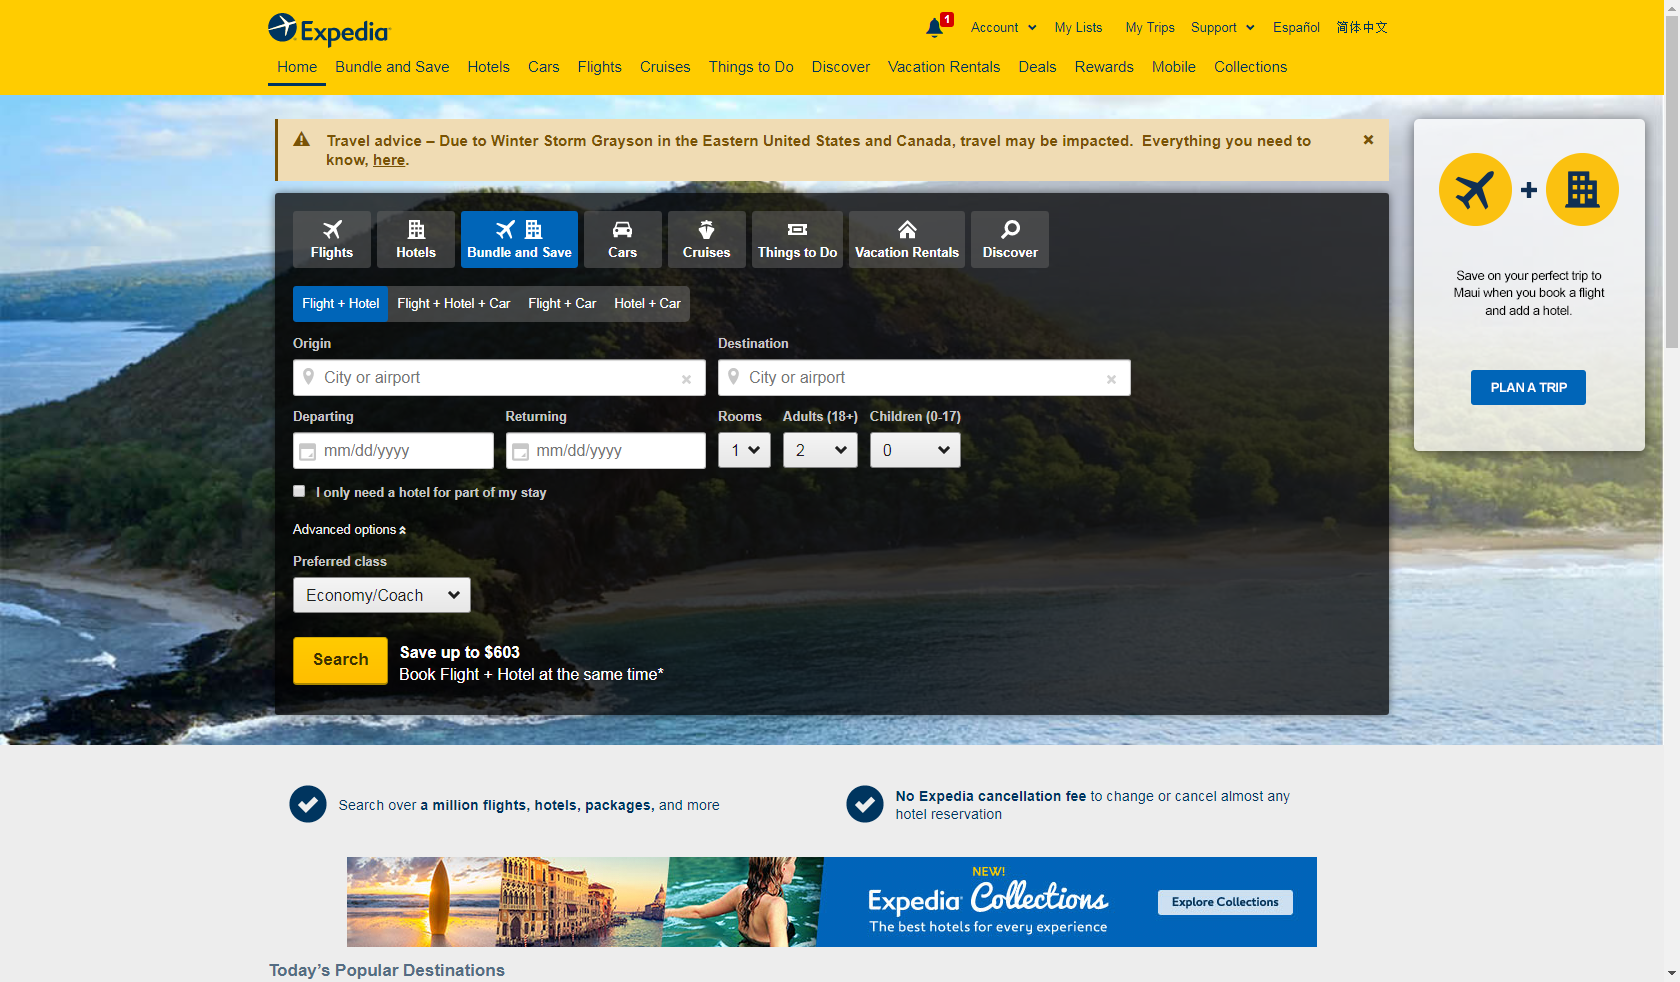 Expedia
1
Account
My Lists
My Trips
Support
Español
简体中文
Home
Bundle and Save
Hotels
Cars
Flights
Cruises
Things to Do
Discover
Vacation Rentals
Deals
Rewards
Mobile
Collections
Travel advice – Due to Winter Storm Grayson in the Eastern United States and Canada, travel may be impacted.  Everything you need to
know, here.
Flights
Hotels
Bundle and Save
Cars
Cruises
Things to Do
Vacation Rentals
Discover
Flight + Hotel
Flight + Hotel + Car
Flight + Car
Hotel + Car
Origin
Destination
City or airport
City or airport
Departing
Returning
Rooms
Adults (18+)
Children (0-17)
mm/dd/yyyy
mm/dd/yyyy
1
2
0
I only need a hotel for part of my stay
Advanced options
Preferred class
Economy/Coach
Search
Save up to $603
Book Flight + Hotel at the same time*
Save on your perfect trip to
Maui when you book a flight
and add a hotel.
PLAN A TRIP
Search over a million flights, hotels, packages, and more
No Expedia cancellation fee to change or cancel almost any
hotel reservation
NEW!
Expedia Collections
The best hotels for every experience
Explore Collections
Today's Popular Destinations